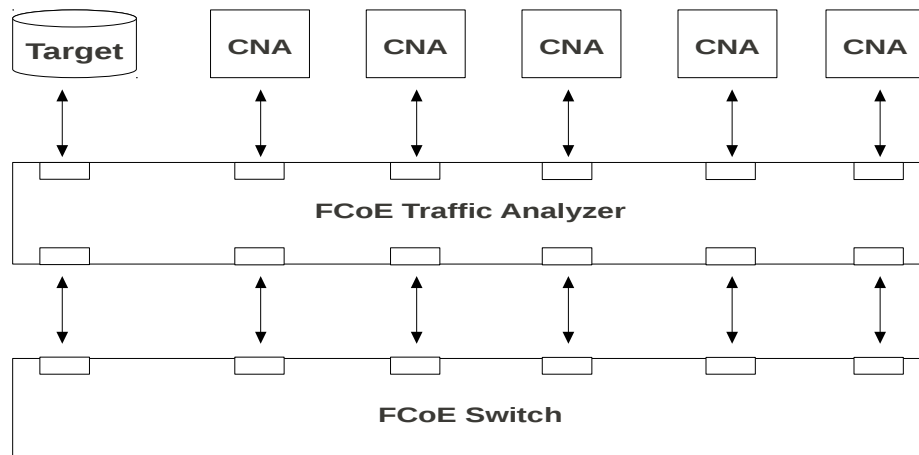 Target
CNA
CNA
CNA
CNA
CNA
FCoE Traffic Analyzer
FCoE Switch